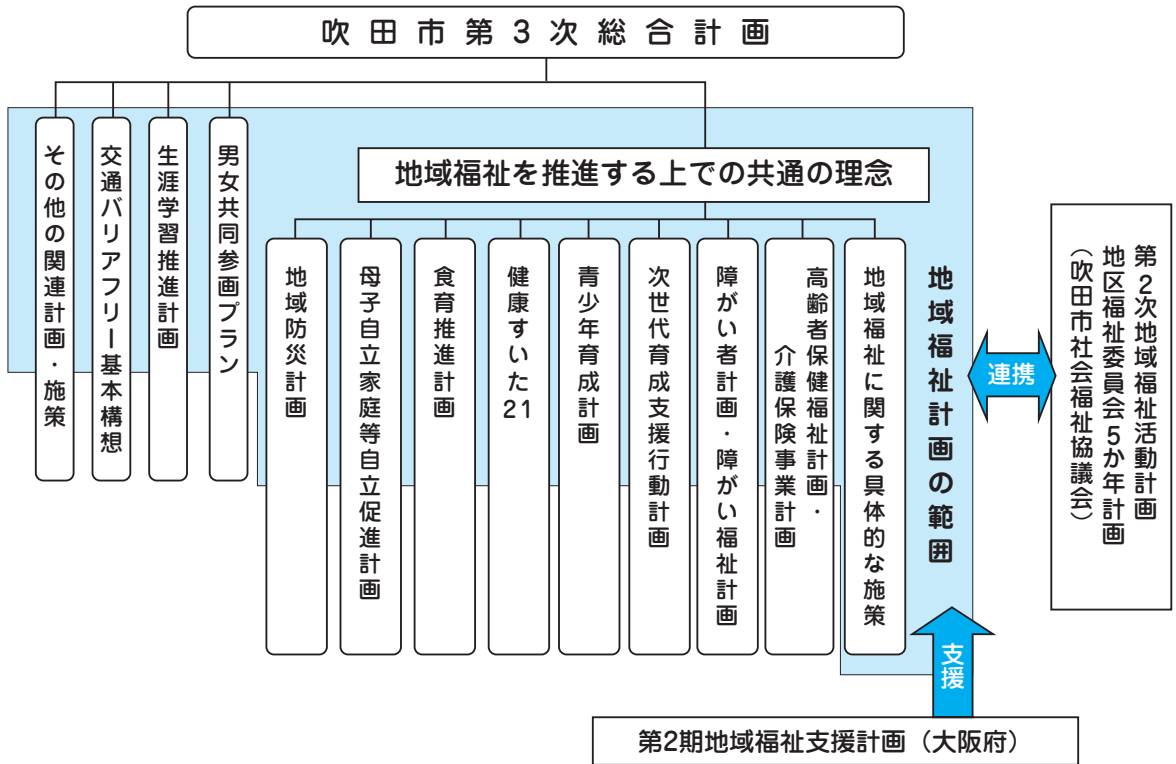 吹田市第3次総合計画
その他の関連計画・施策
交通バリアフリー基本構想
生涯学習推進計画
男女共同参画プラン
地域福祉を推進する上での共通の理念
地域防災計画
母子自立家庭等自立促進計画
食育推進計画
健康すいた21
青少年育成計画
次世代育成支援行動計画
障がい者計画・障がい福祉計画
高齢者保健福祉計画・
介護保険事業計画
地域福祉に関する具体的な施策
地域福祉計画の範囲
連携
第2次地域福祉活動計画
地区福祉委員会5か年計画
（吹田市社会福祉協議会）
支援
第2期地域福祉支援計画（大阪府）